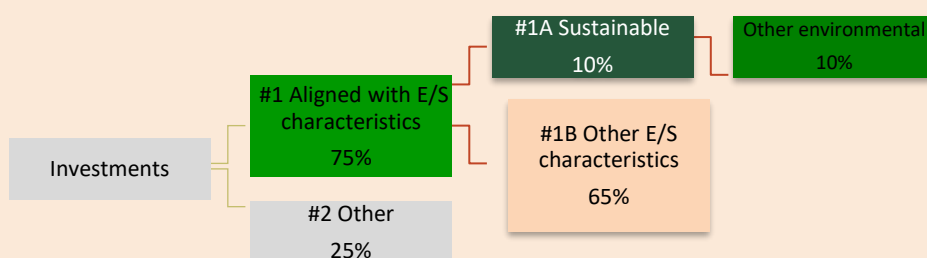 Investments
#1 Aligned with E/S
characteristics
75%
#2 Other
25%
#1A Sustainable
10%
#1B Other E/S
characteristics
65%
Other environmental
10%